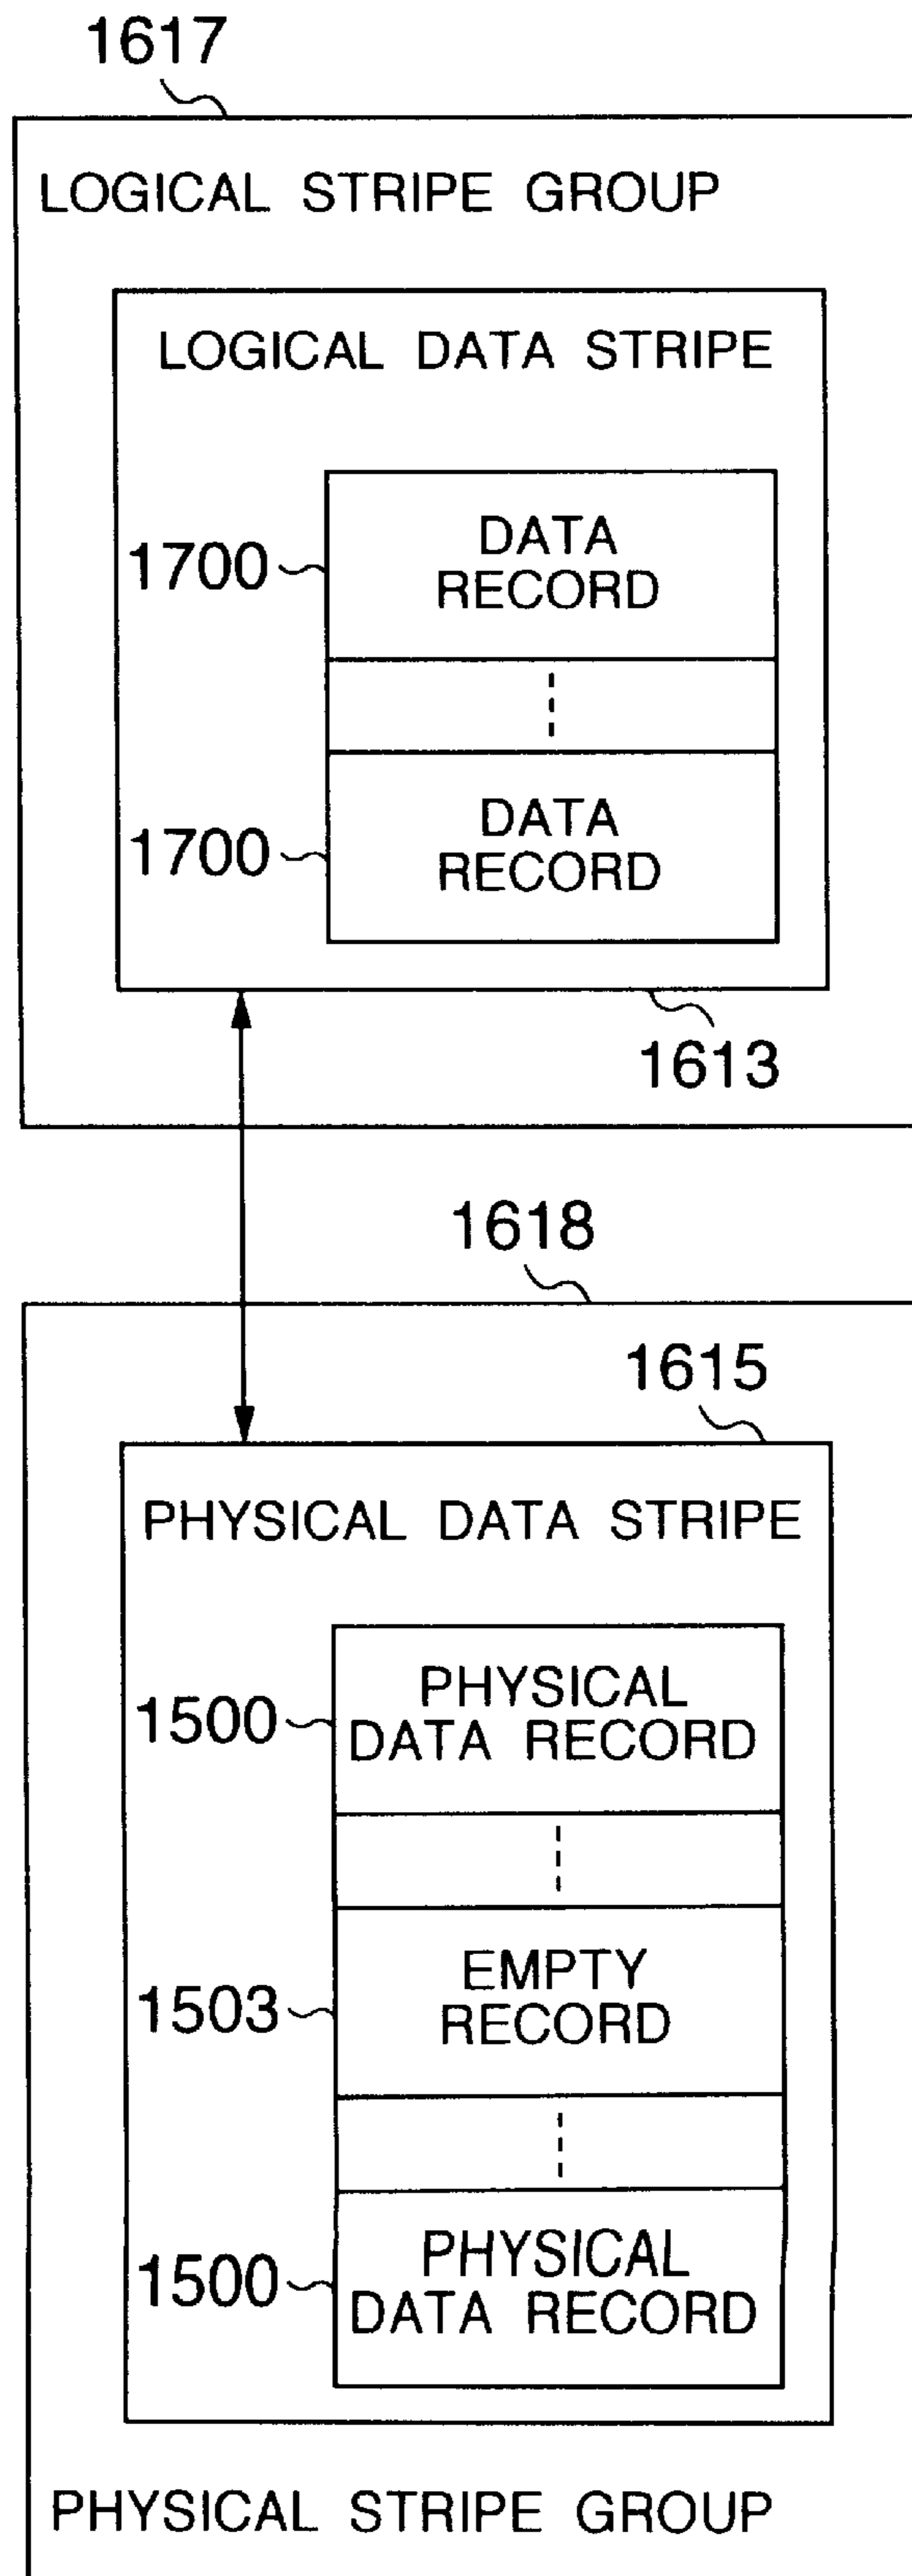 1617
LOGICAL STRIPE GROUP
LOGICAL DATA STRIPE
1700
DATA
RECORD
1700
DATA
RECORD
1613
1618
1615
PHYSICAL DATA STRIPE
1500
PHYSICAL
DATA RECORD
1503
EMPTY
RECORD
1500
PHYSICAL
DATA RECORD
PHYSICAL STRIPE GROUP